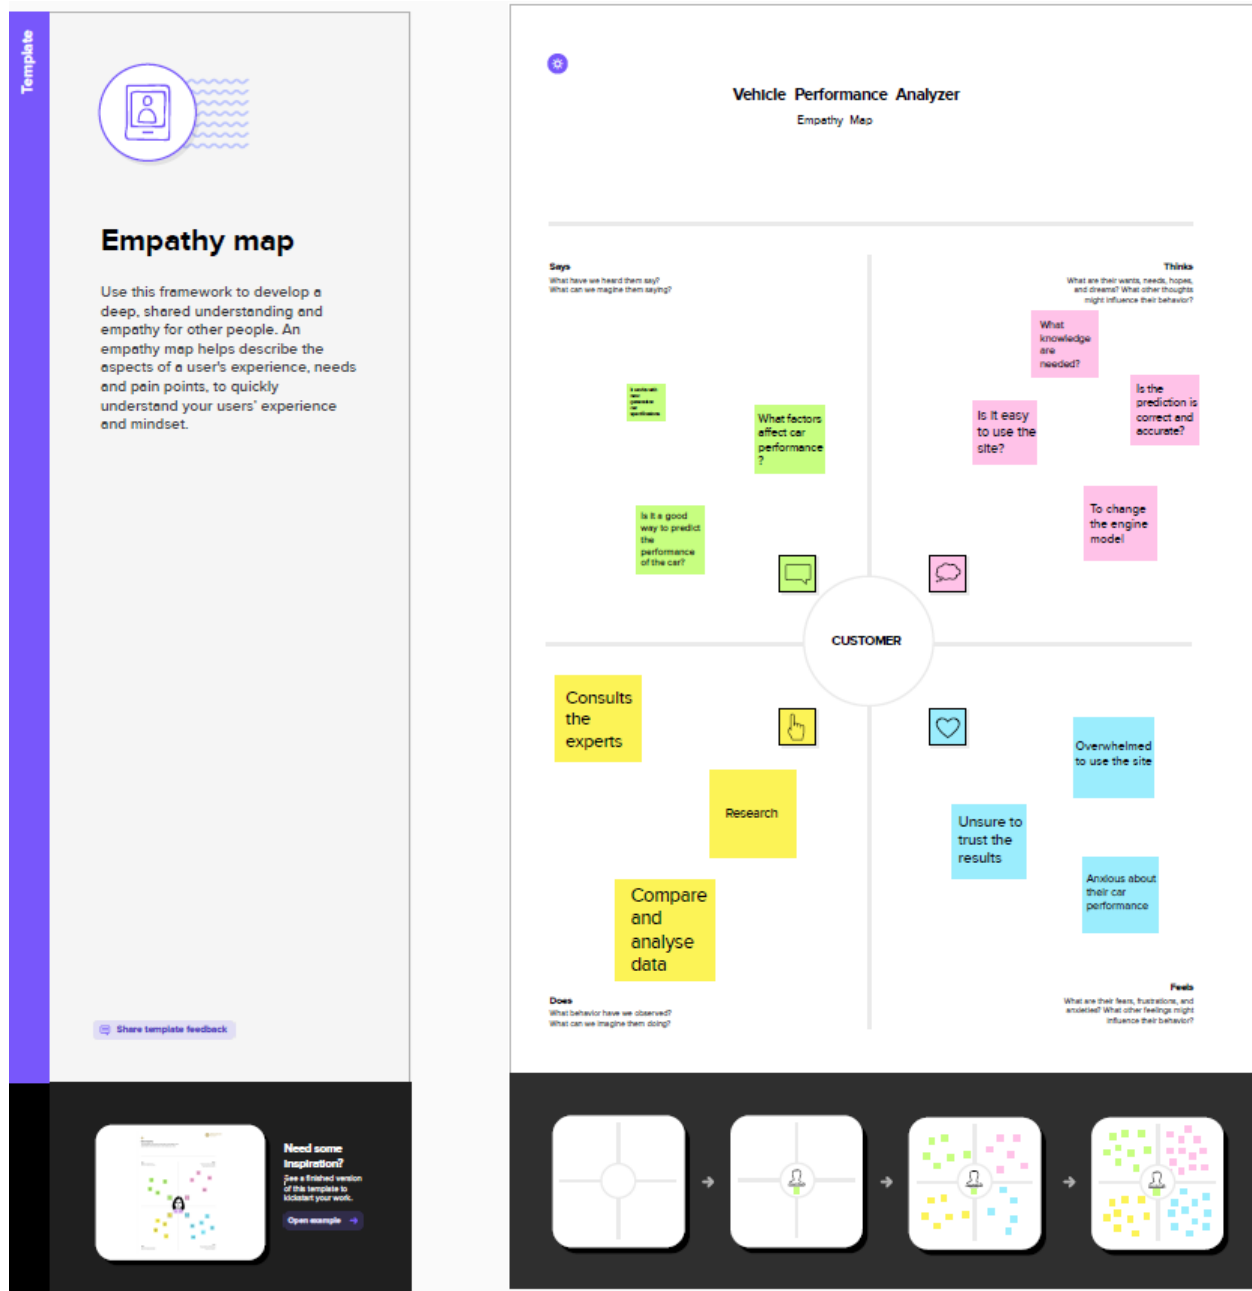 Template
Empathy map
Use this framework to develop a
deep, shared understanding and
empathy for other people. An
empathy map helps describe the
aspects of a user's experience, needs
and pain points, to quickly
understand your users' experience
and mindset.
Share template feedback
Need some
inspiration?
See a finished version
of this template to
kickstart your work.
Open example
Vehicle Performance Analyzer
Empathy Map
Says
What have we heard them say?
What can we magine them saying?
Thinks
What are their wants, needs, hopes,
and dreams? What other thoughts
might influence their behavior?
What factors
affect car
performance
?
Is it a good
way to predict
the
performance
of the car?
What
knowledge
are
needed?
Is the
prediction is
correct and
accurate?
Is it easy
to use the
site?
To change
the engine
model
CUSTOMER
Consults
the
experts
Research
Compare
and
analyse
data
Overwhelmed
to use the site
Unsure to
trust the
results
Anxious about
their car
performance
Does
What behavior have we observed?
What can we imagine them doing?
Feels
What are their fears, frustrations, and
anxieties? What other feelings might
influence their behavior?